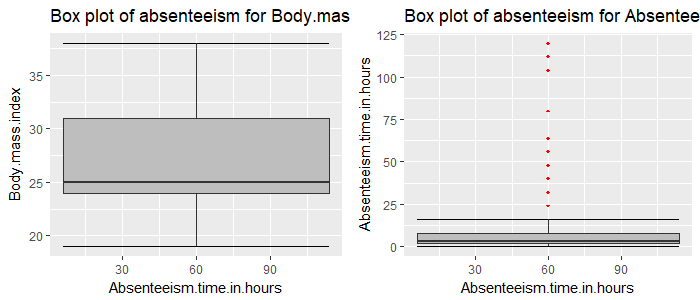 Box plot of absenteeism for Body.mas
35
30
25
20
Body.mass.index
30 60 90
Absenteeism.time.in.hours
Box plot of absenteeism for Absentee
125
100
75
50
25
0
Absenteeism.time.in.hours
30 60 90
Absenteeism.time.in.hours